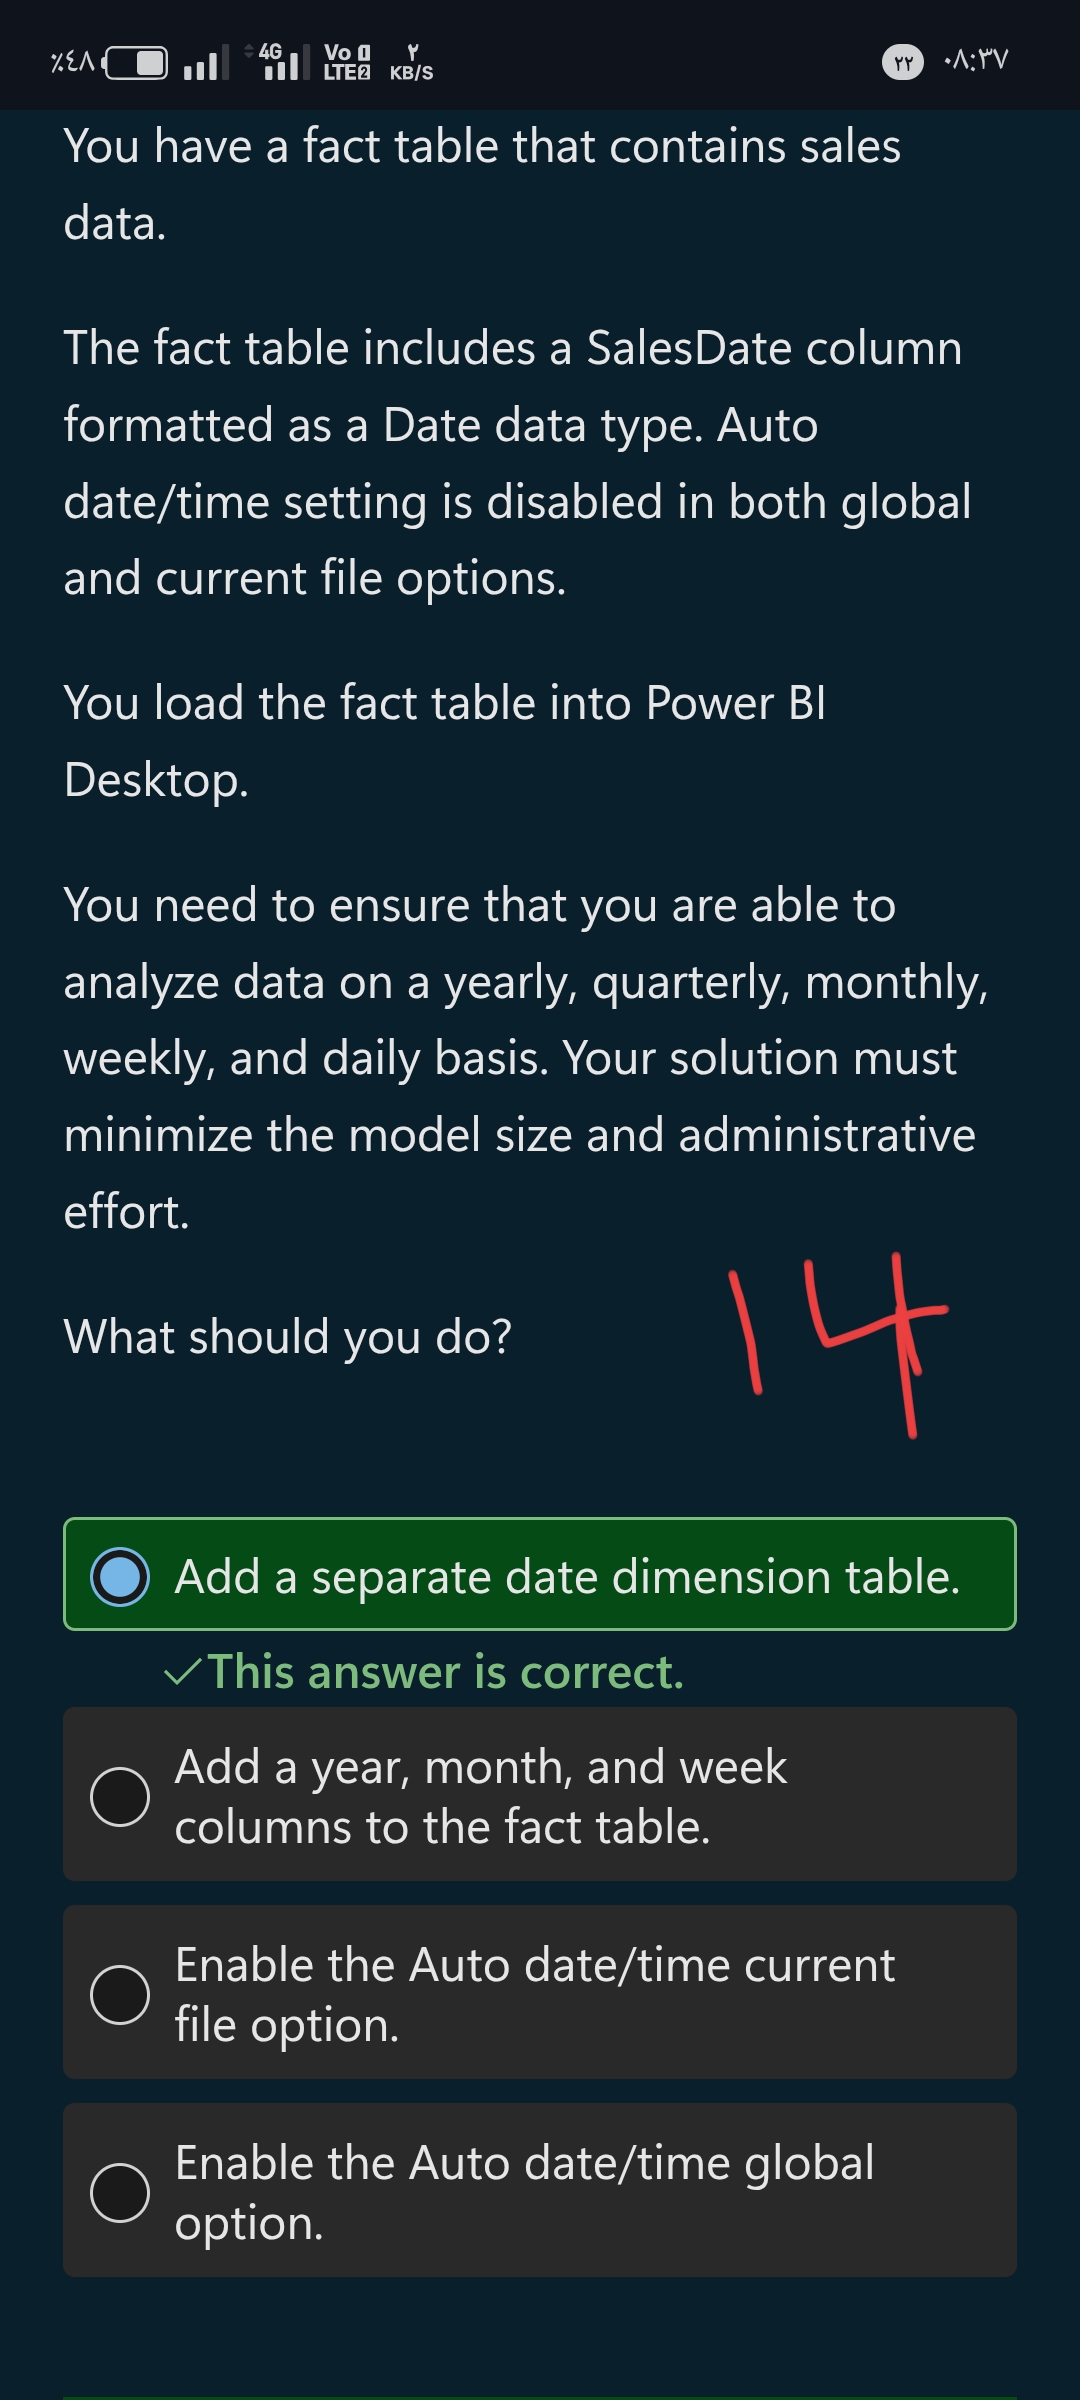 ٪٤٨ 4G Vo 1 LTE 2 ٢ KB/S ٢٢ ٠٨:٣٧
You have a fact table that contains sales
data.
The fact table includes a SalesDate column
formatted as a Date data type. Auto
date/time setting is disabled in both global
and current file options.
You load the fact table into Power BI
Desktop.
You need to ensure that you are able to
analyze data on a yearly, quarterly, monthly,
weekly, and daily basis. Your solution must
minimize the model size and administrative
effort.
What should you do?
14
Add a separate date dimension table.
✓This answer is correct.
Add a year, month, and week
columns to the fact table.
Enable the Auto date/time current
file option.
Enable the Auto date/time global
option.